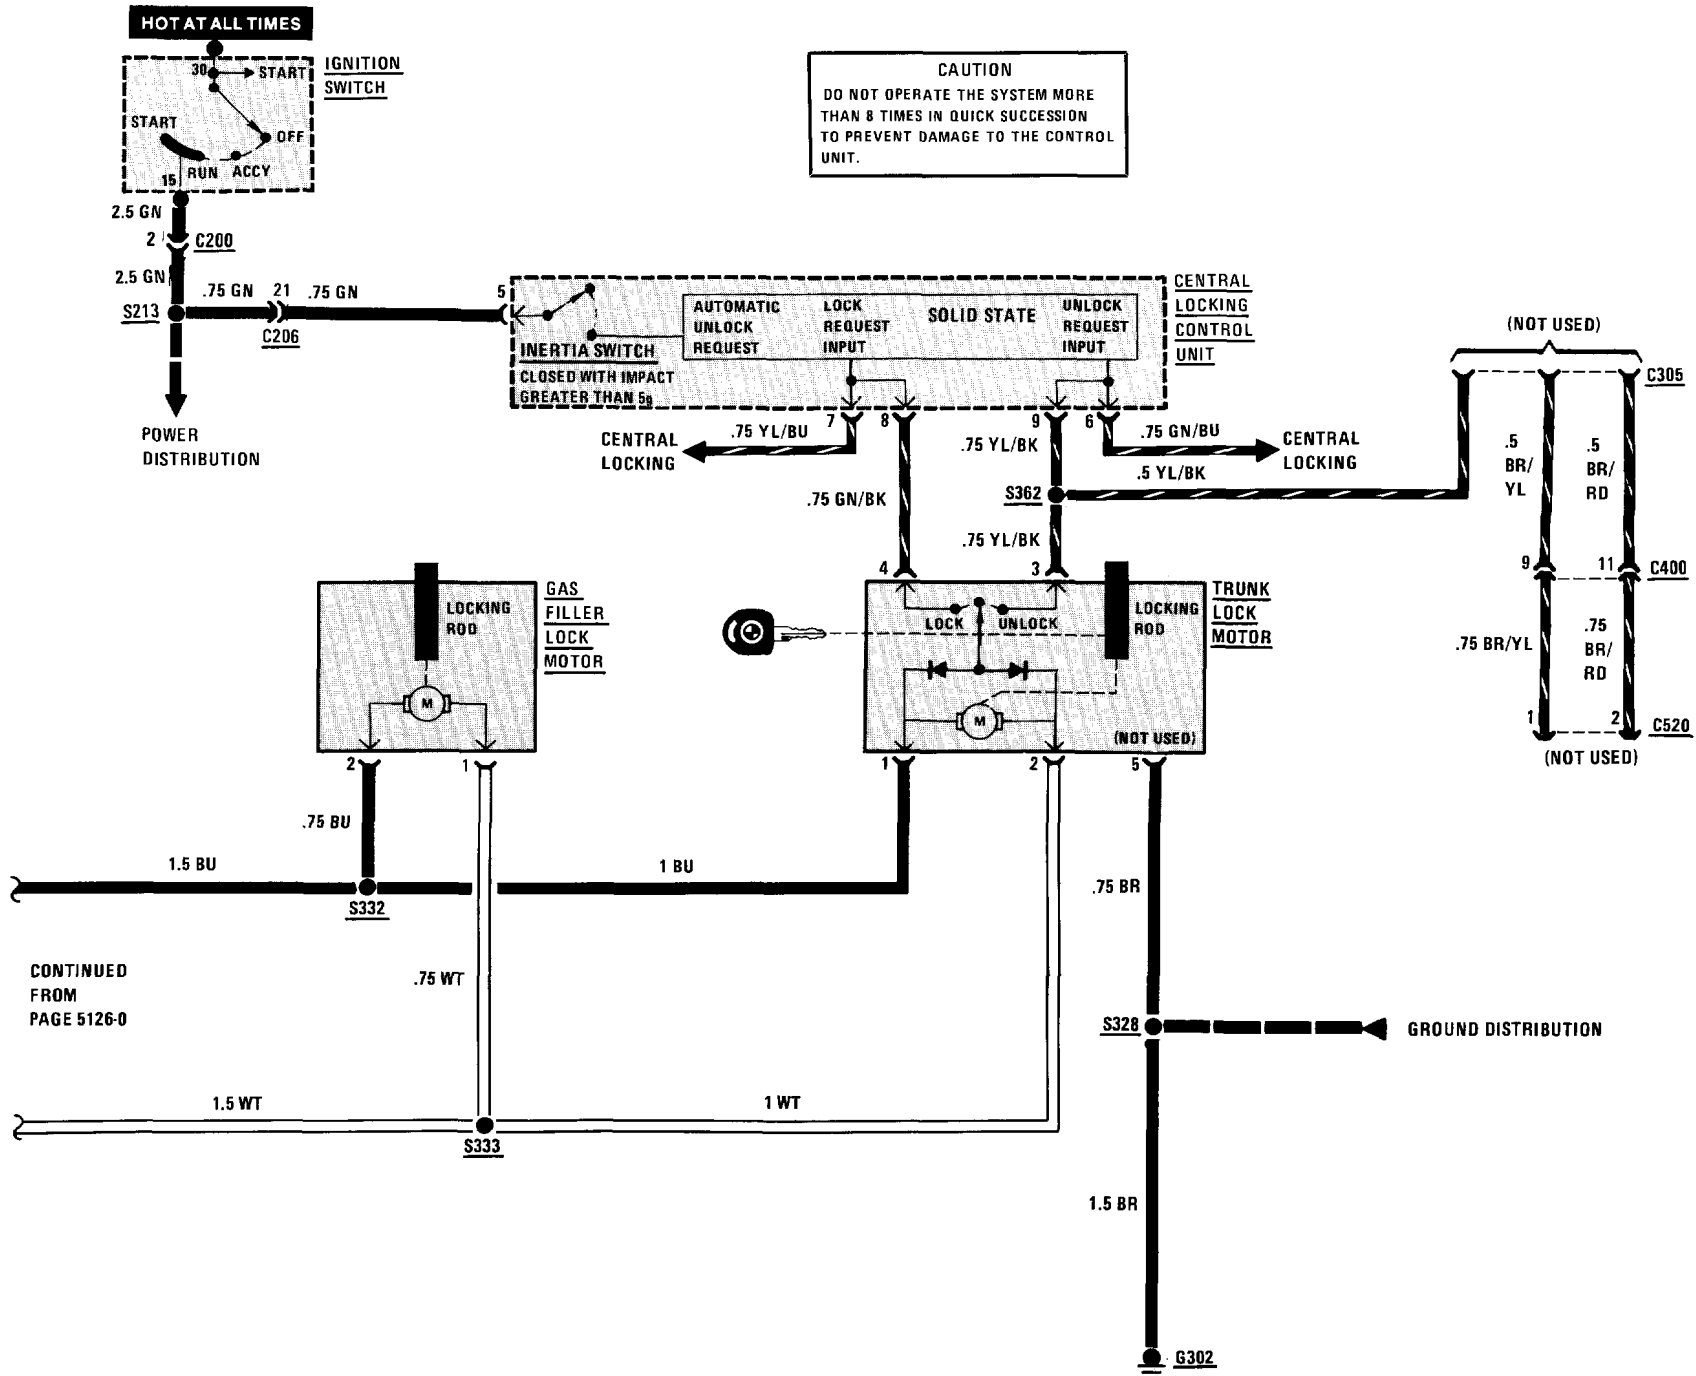 HOT AT ALL TIMES
30
START
IGNITION
SWITCH
START
OFF
RUN
ACCY
15
CAUTION
DO NOT OPERATE THE SYSTEM MORE
THAN 8 TIMES IN QUICK SUCCESSION
TO PREVENT DAMAGE TO THE CONTROL
UNIT.
2.5 GN
2
C200
2.5 GN
S213
.75 GN
21
.75 GN
C206
5
POWER
DISTRIBUTION
INERTIA SWITCH
CLOSED WITH IMPACT
GREATER THAN 5g
AUTOMATIC
UNLOCK
REQUEST
LOCK
REQUEST
INPUT
SOLID STATE
UNLOCK
REQUEST
INPUT
CENTRAL
LOCKING
CONTROL
UNIT
(NOT USED)
C305
7
8
9
6
CENTRAL
LOCKING
.75 YL/BU
.75 YL/BK
.75 GN/BU
CENTRAL
LOCKING
.5 YL/BK
S362
.75 GN/BK
.75 YL/BK
.5
BR/
YL
.5
BR/
RD
9
11
C400
4
3
GAS
FILLER
LOCK
MOTOR
LOCKING
ROD
M
LOCK
UNLOCK
LOCKING
ROD
TRUNK
LOCK
MOTOR
M
(NOT USED)
.75 BR/YL
.75
BR/
RD
1
2
C520
(NOT USED)
2
1
1
2
5
.75 BU
1.5 BU
1 BU
S332
.75 BR
CONTINUED
FROM
PAGE 5126-0
.75 WT
S328
GROUND DISTRIBUTION
1.5 WT
1 WT
S333
1.5 BR
G302